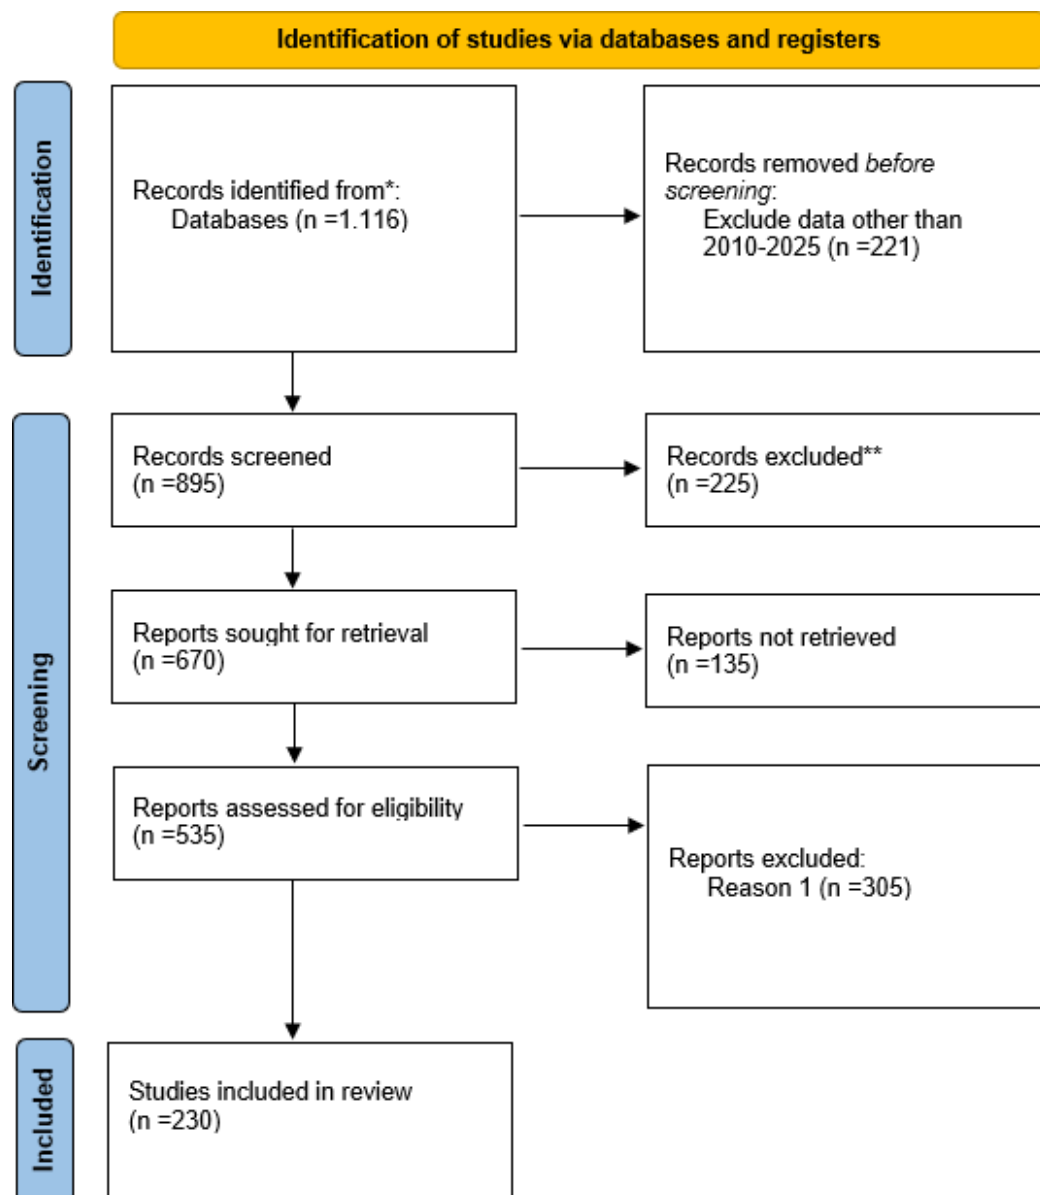 Identification of studies via databases and registers
Identification
Records identified from*:
Databases (n =1.116)
Records removed before
screening:
Exclude data other than
2010-2025 (n =221)
Screening
Records screened
(n =895)
Records excluded**
(n =225)
Reports sought for retrieval
(n =670)
Reports not retrieved
(n =135)
Reports assessed for eligibility
(n =535)
Reports excluded:
Reason 1 (n =305)
Included
Studies included in review
(n =230)